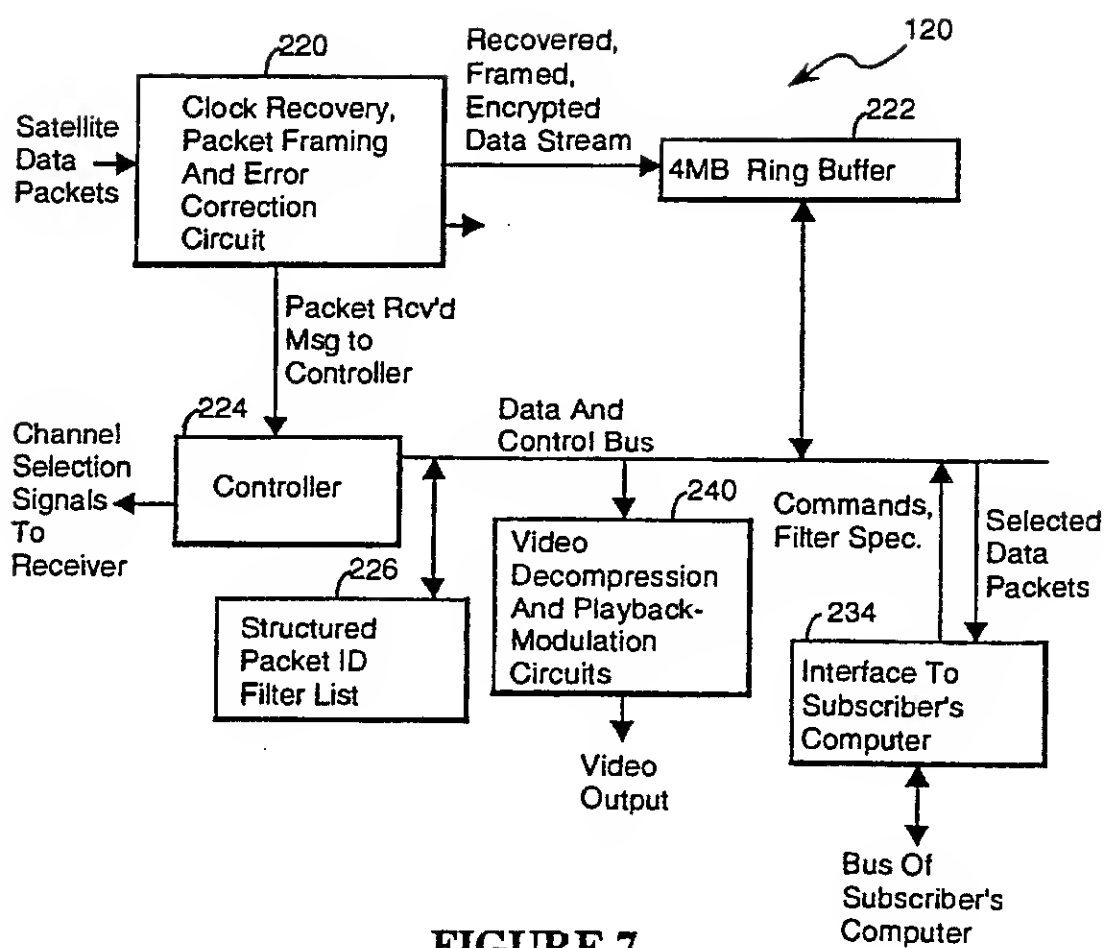 220
Clock Recovery,
Packet Framing
And Error
Correction
Circuit
Satellite
Data
Packets
Recovered,
Framed,
Encrypted
Data Stream
120
222
4MB Ring Buffer
Packet Rcv'd
Msg to
Controller
224
Controller
Channel
Selection
Signals
To
Receiver
Data And
Control Bus
226
Structured
Packet ID
Filter List
240
Video
Decompression
And Playback-
Modulation
Circuits
Video
Output
Commands,
Filter Spec.
Selected
Data
Packets
234
Interface To
Subscriber's
Computer
Bus Of
Subscriber's
Computer
FIGURE 7